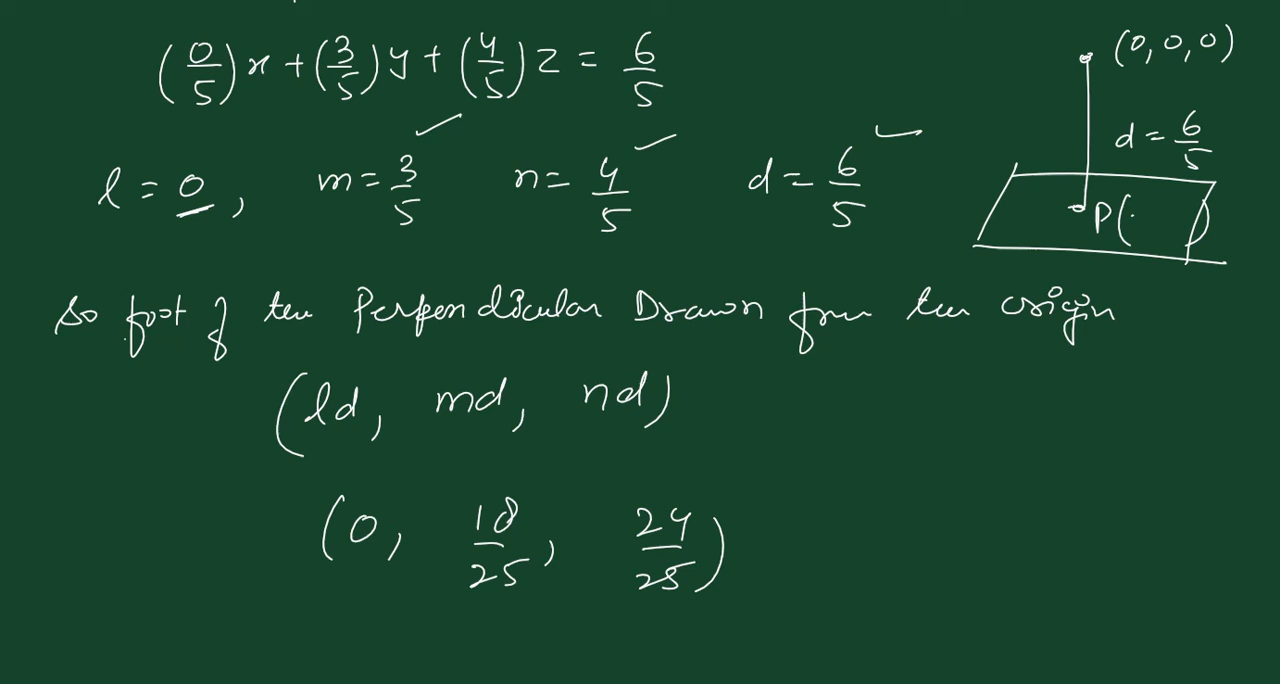 (0/5)x + (3/5)y + (4/5)z = 6/5
(0,0,0)
d = 6/5
P( )
l = 0, m = 3/5 n = 4/5 d = 6/5
so foot of the Perpendicular Drawn from the origin
(ld, md, nd)
(0, 18/25, 24/25)